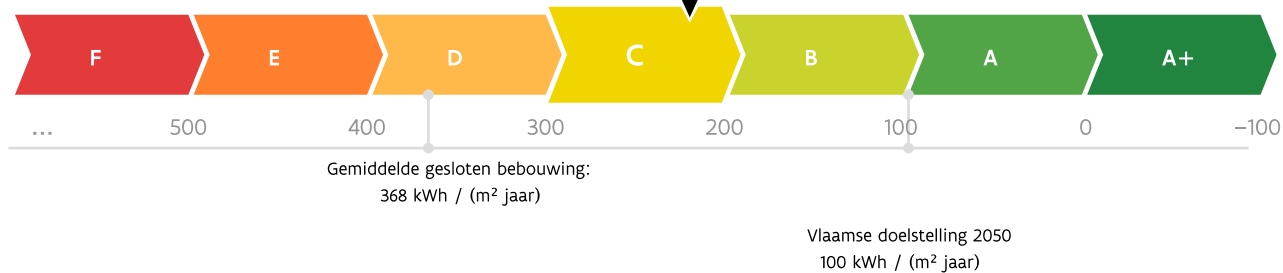 F E D C B A A+
... 500 400 300 200 100 0 −100
Gemiddelde gesloten bebouwing:
368 kWh / (m² jaar)
Vlaamse doelstelling 2050
100 kWh / (m² jaar)